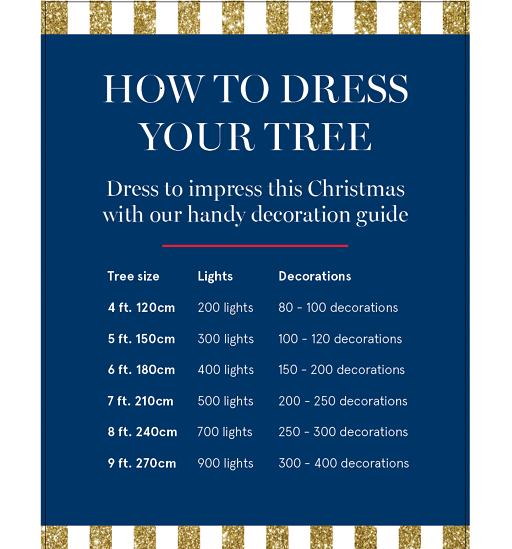 HOW TO DRESS
YOUR TREE
Dress to impress this Christmas
with our handy decoration guide
Tree size Lights Decorations
4 ft. 120cm 200 lights 80 - 100 decorations
5 ft. 150cm 300 lights 100 - 120 decorations
6 ft. 180cm 400 lights 150 - 200 decorations
7 ft. 210cm 500 lights 200 - 250 decorations
8 ft. 240cm 700 lights 250 - 300 decorations
9 ft. 270cm 900 lights 300 - 400 decorations